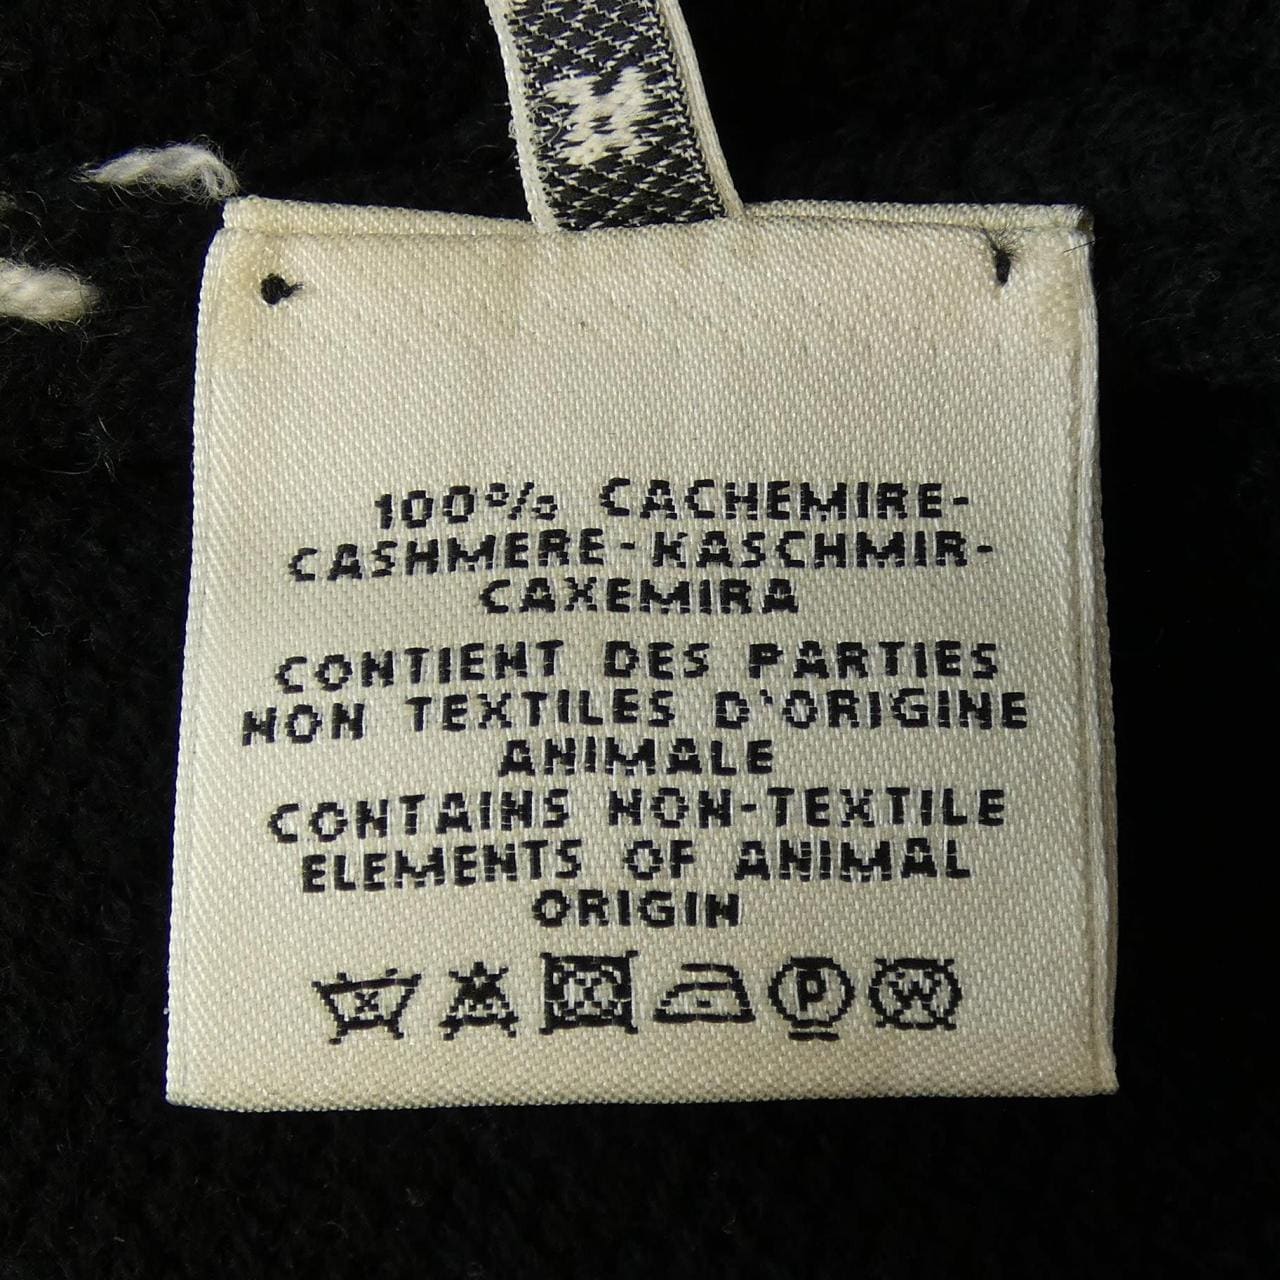 100% CACHEMIRE-
CASHMERE-KASCHMIR-
CAXEMIRA
CONTIENT DES PARTIES
NON TEXTILES D'ORIGINE
ANIMALE
CONTAINS NON-TEXTILE
ELEMENTS OF ANIMAL
ORIGIN
P W